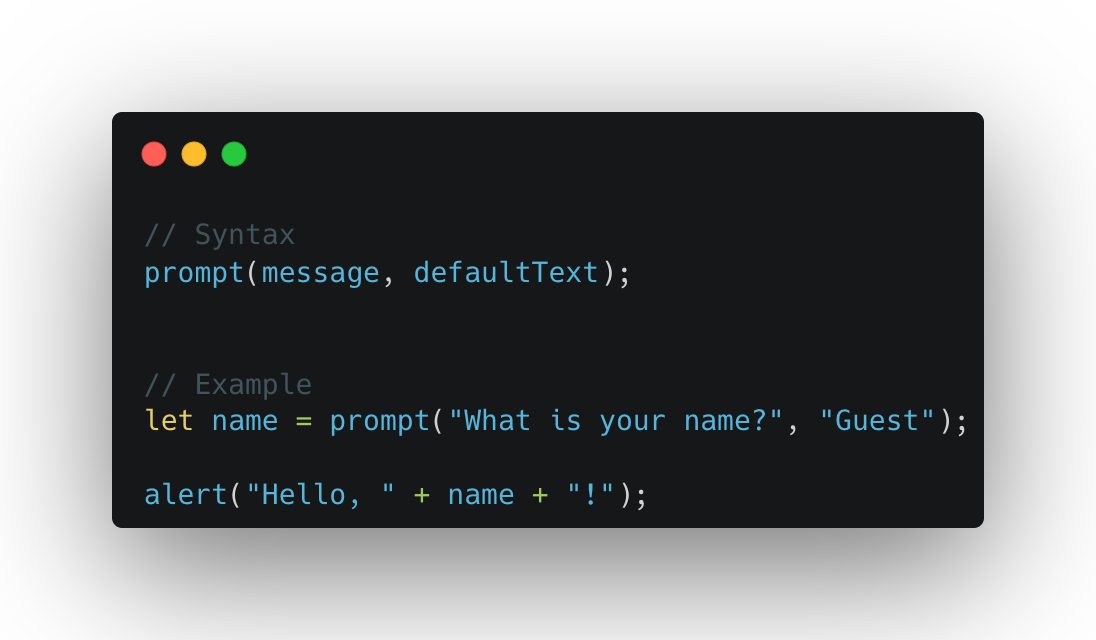 // Syntax
prompt(message, defaultText);
// Example
let name = prompt("What is your name?", "Guest");
alert("Hello, " + name + "!");